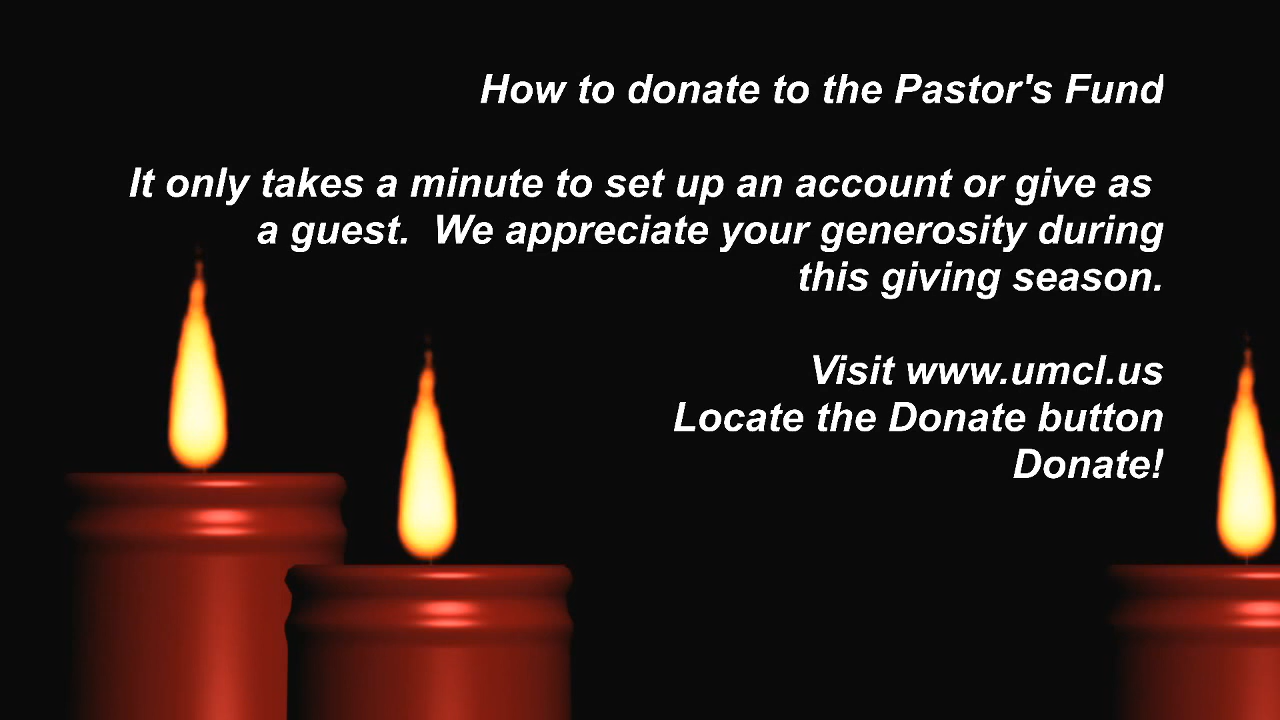 How to donate to the Pastor's Fund
It only takes a minute to set up an account or give as
a guest.  We appreciate your generosity during
this giving season.
Visit www.umcl.us
Locate the Donate button
Donate!